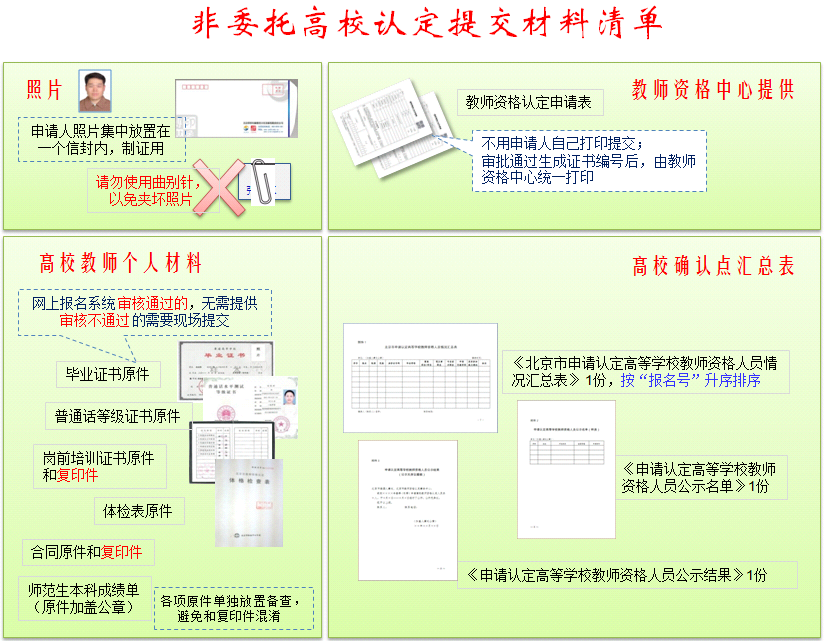 非委托高校认定提交材料清单
照片
申请人照片集中放置在
一个信封内，制证用
请勿使用曲别针，
以免夹坏照片
教师资格中心提供
教师资格认定申请表
不用申请人自己打印提交；
审批通过生成证书编号后，由教师
资格中心统一打印
高校教师个人材料
网上报名系统审核通过的，无需提供
审核不通过的需要现场提交
毕业证书原件
毕业证书
普通话等级证书原件
岗前培训证书原件
和复印件
体检表原件
体格检查表
合同原件和复印件
师范生本科成绩单
（原件加盖公章）
各项原件单独放置备查，
避免和复印件混淆
高校确认点汇总表
《北京市申请认定高等学校教师资格人员情
况汇总表》1份，按“报名号”升序排序
《申请认定高等学校教师
资格人员公示名单》1份
《申请认定高等学校教师资格人员公示结果》1份